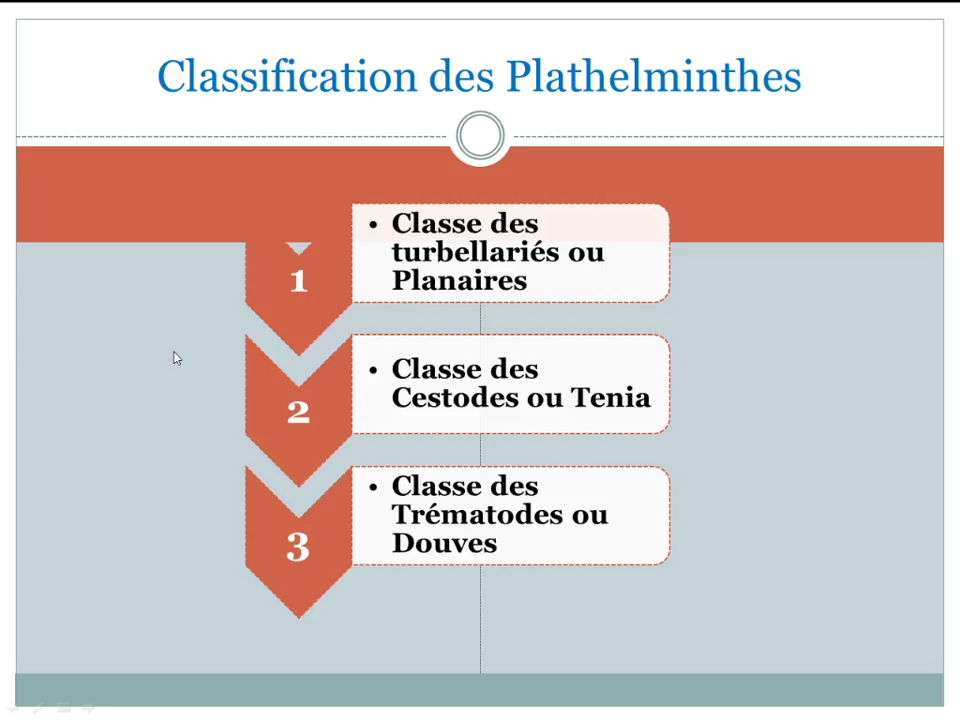 Classification des Plathelminthes
1
• Classe des
turbellariés ou
Planaires
2
• Classe des
Cestodes ou Tenia
3
• Classe des
Trématodes ou
Douves